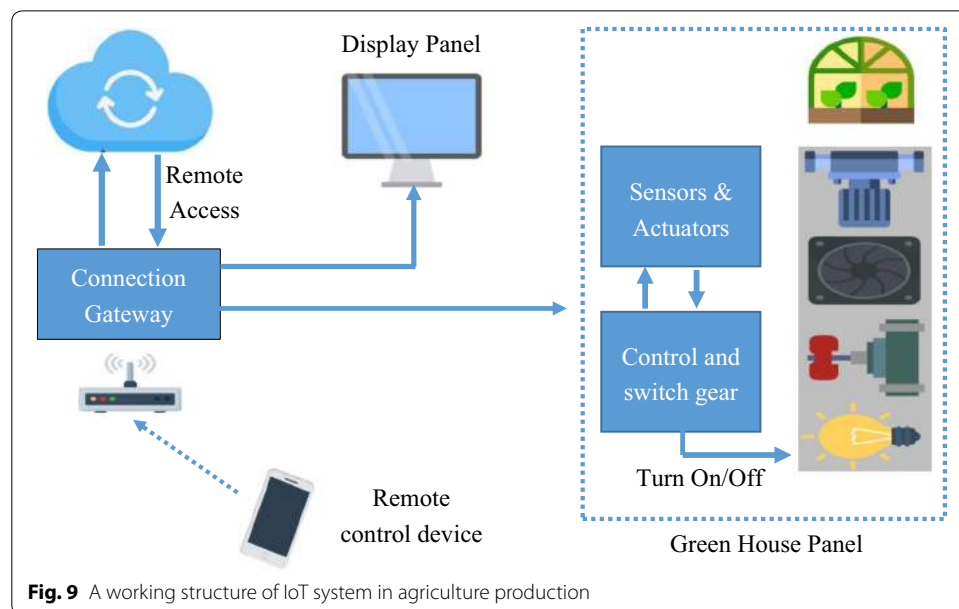 Display Panel
Remote
Access
Connection
Gateway
Sensors &
Actuators
Control and
switch gear
Turn On/Off
Remote
control device
Green House Panel
Fig. 9 A working structure of IoT system in agriculture production